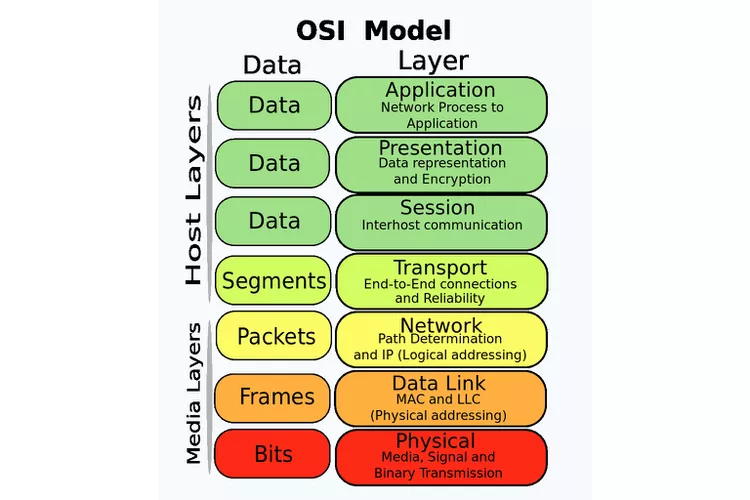 OSI Model
Data
Layer
Host Layers
Data
Application
Network Process to
Application
Data
Presentation
Data representation
and Encryption
Data
Session
Interhost communication
Segments
Transport
End-to-End connections
and Reliability
Media Layers
Packets
Network
Path Determination
and IP (Logical addressing)
Frames
Data Link
MAC and LLC
(Physical addressing)
Bits
Physical
Media, Signal and
Binary Transmission